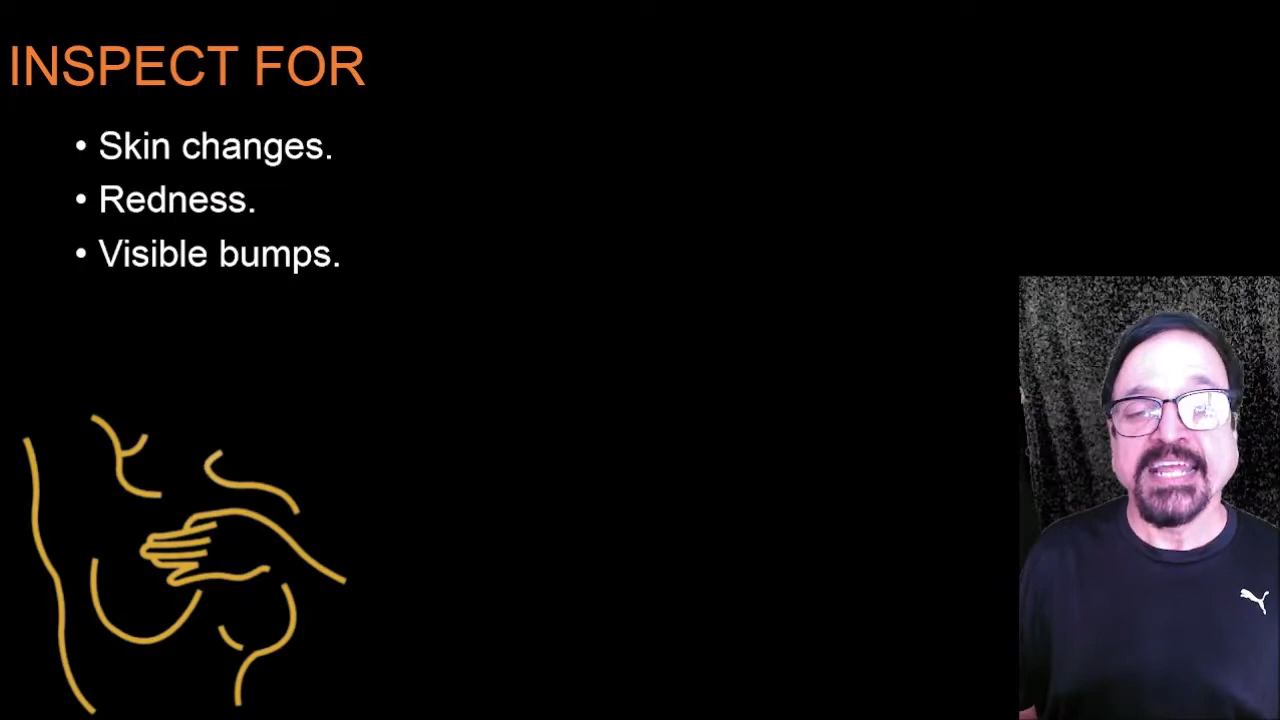 INSPECT FOR
• Skin changes.
• Redness.
• Visible bumps.